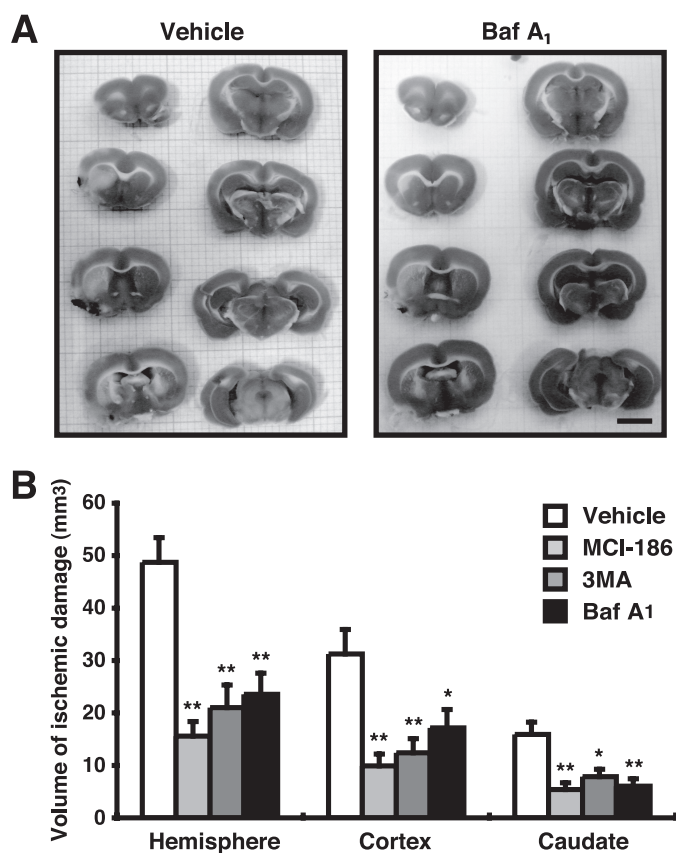 A
Vehicle
Baf A1
B
Volume of ischemic damage (mm3)
60
50
40
30
20
10
0
Vehicle
MCI-186
3MA
Baf A1
** ** **
** ** *
** * **
Hemisphere
Cortex
Caudate